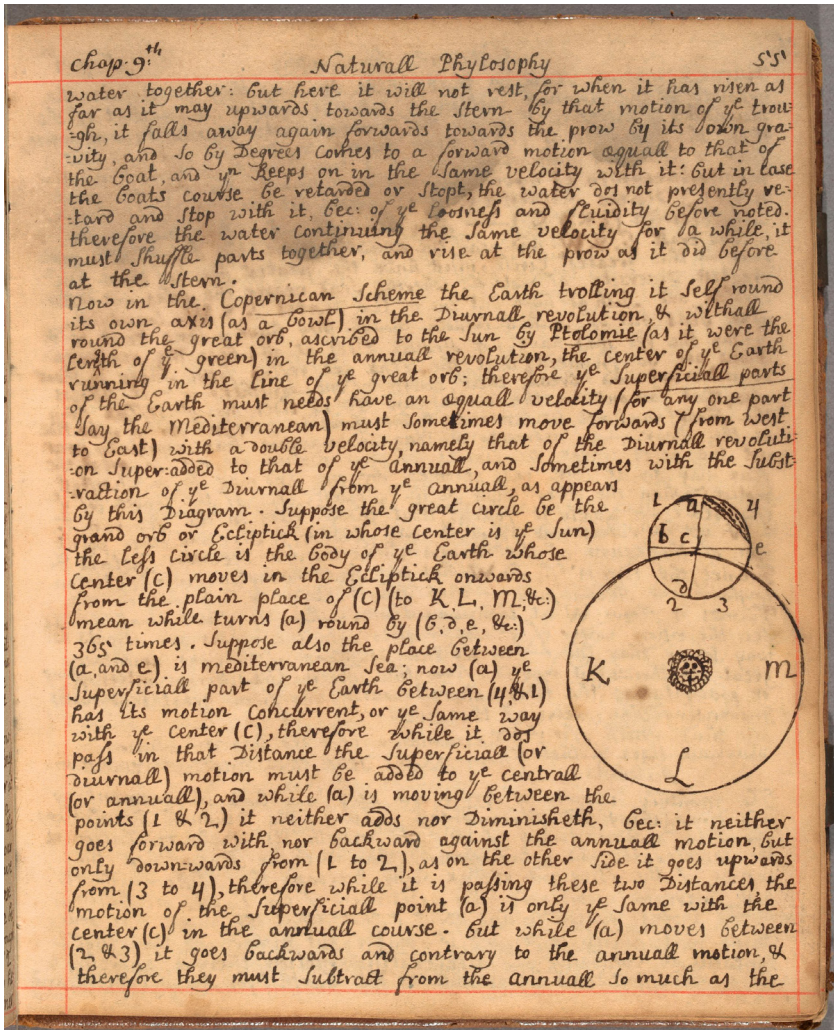 Chap. 9.th Naturall Phylosophy 55
water together: but here it will not rest, for when it has risen as
far as it may upwards towards the Stern by that motion of ye trou=
=gh, it falls away again forwards towards the prow by its own gra=
=vity, and so by Degrees comes to a forward motion æquall to that of
the boat, and yn keeps on in the same velocity with it: but in case
the boats course be retarded or stopt, the water dos not presently re=
=tard and stop with it, bec: of ye loosness and fluidity before noted.
therefore the water continuing the same velocity for a while, it
must shuffle parts together, and rise at the prow as it did before
at the stern.
Now in the Copernican Scheme the Earth trolling it self round
its own axis (as a bowl) in the Diurnall revolution, & withall
round the great orb, ascribed to the Sun by Ptolomie (as it were the
length of ye green) in the annuall revolution, the center of ye Earth
running in the line of ye great orb; therefore ye Superficiall parts
of the Earth must needs have an æquall velocity (for any one part
say the Mediterranean) must sometimes move forwards (from west
to East) with a double velocity, namely that of the Diurnall revoluti=
=on super=added to that of ye annuall, and sometimes with the subst=
=raction of ye Diurnall from ye annuall, as appears
by this Diagram. Suppose the great circle be the
grand orb or Ecliptick (in whose center is ye Sun)
the less circle is the body of ye Earth whose
center (c) moves in the Ecliptick onwards
from the plain place of (c) (to K, L, M, &c:)
mean while turns (a) round by (b, d, e, &c:)
365 times. Suppose also the place between
(a, and e) is mediterranean Sea; now (a) ye
superficiall part of ye Earth between (4, & 1)
has its motion concurrent, or ye same way
with ye center (c), therefore while it dos
pass in that Distance the superficiall (or
diurnall) motion must be added to ye centrall
(or annuall), and while (a) is moving between the
points (1 & 2) it neither adds nor Diminisheth, bec: it neither
goes forward with, nor backward against the annuall motion, but
only down=wards from (1 to 2), as on the other side it goes upwards
from (3 to 4), therefore while it is passing these two Distances, the
motion of the superficiall point (a) is only ye same with the
center (c) in the annuall course. but while (a) moves between
(2 & 3) it goes backwards and contrary to the annuall motion, &
therefore they must subtract from the annuall so much as the
1 a 4
b c e
d
2 3
K M
L